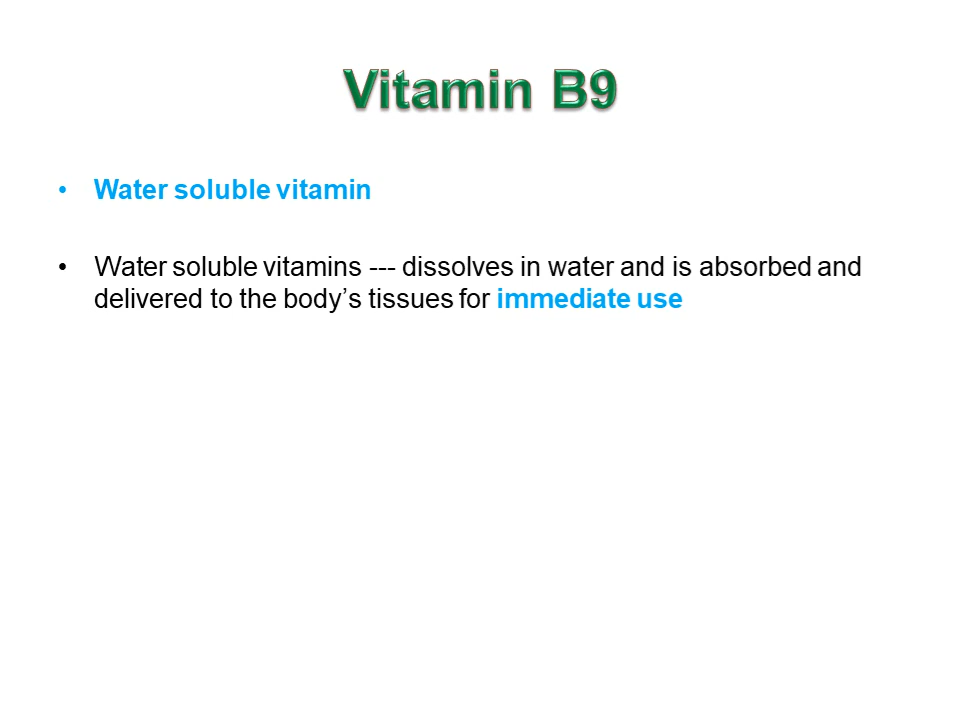 Vitamin B9
• Water soluble vitamin
• Water soluble vitamins --- dissolves in water and is absorbed and
delivered to the body’s tissues for immediate use